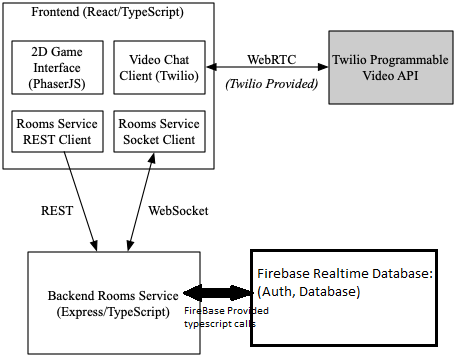 Frontend (React/TypeScript)
2D Game
Interface
(PhaserJS)
Video Chat
Client (Twilio)
WebRTC
(Twilio Provided)
Twilio Programmable
Video API
Rooms Service
REST Client
Rooms Service
Socket Client
REST
WebSocket
Backend Rooms Service
(Express/TypeScript)
FireBase Provided
typescript calls
Firebase Realtime Database:
(Auth, Database)